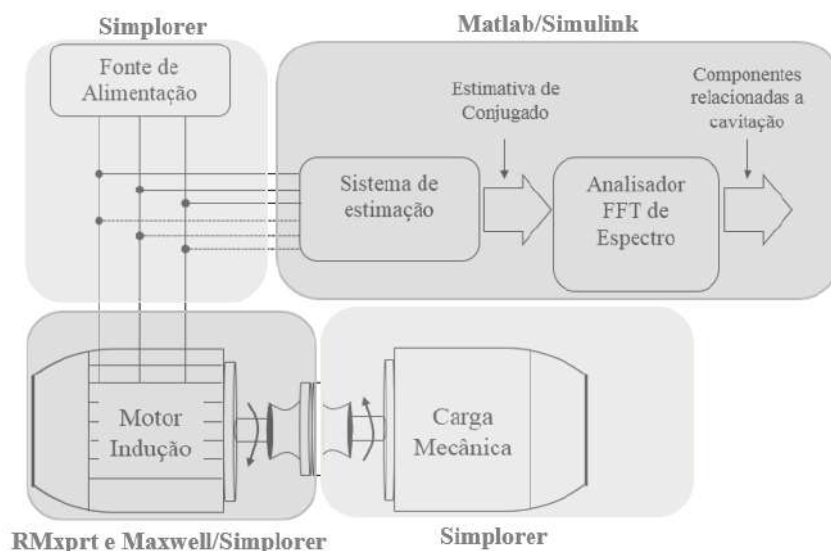 Simplorer
Matlab/Simulink
Fonte de
Alimentação
Estimativa de
Conjugado
Componentes
relacionadas a
cavitação
Sistema de
estimação
Analisador
FFT de
Espectro
Motor
Indução
Carga
Mecânica
RMxprt e Maxwell/Simplorer
Simplorer